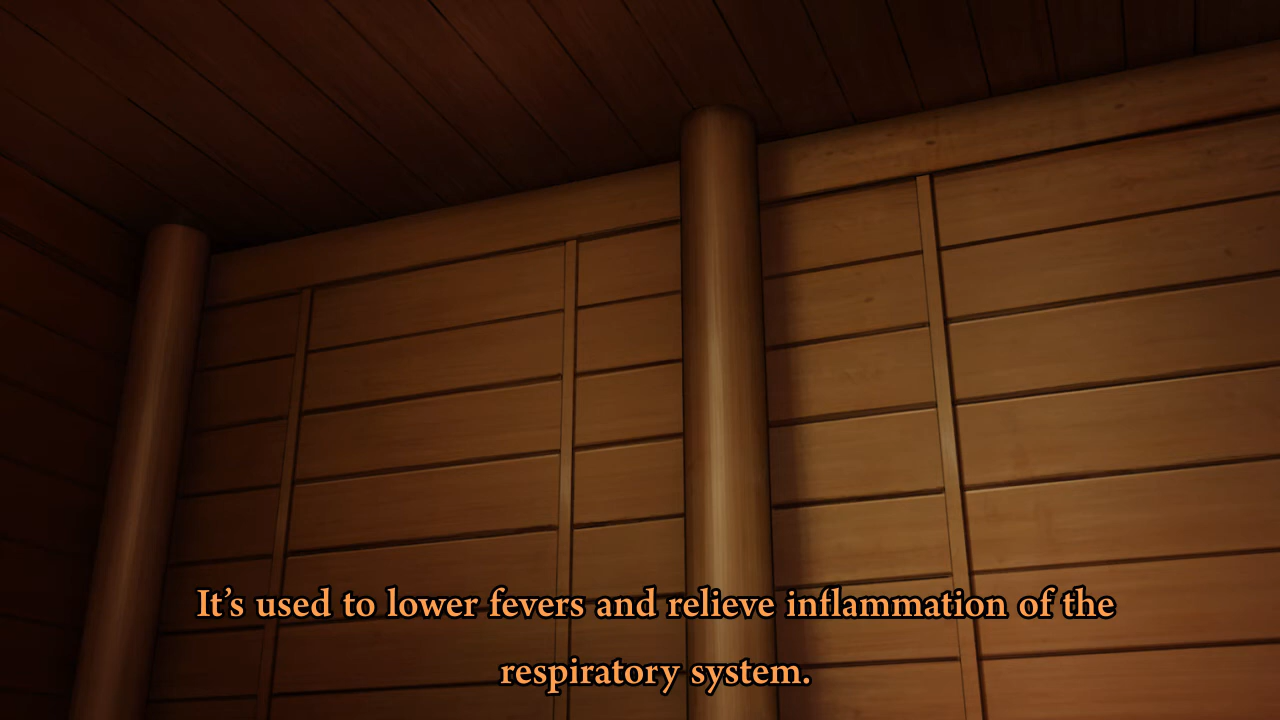 It’s used to lower fevers and relieve inflammation of the
respiratory system.